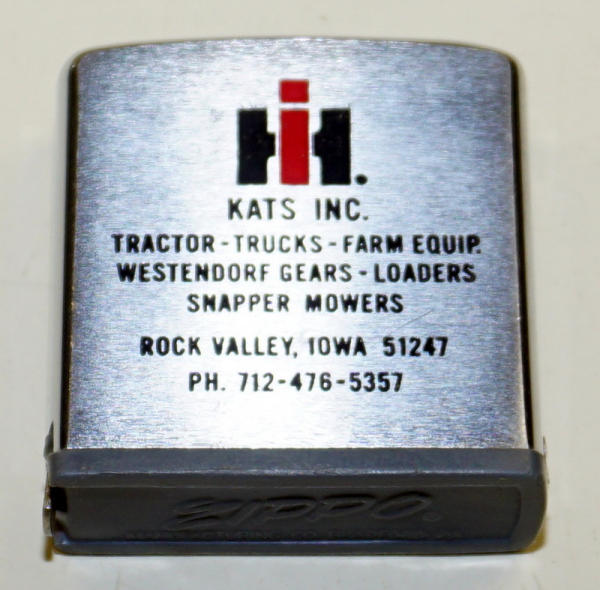 IH.
KATS INC.
TRACTOR-TRUCKS-FARM EQUIP.
WESTENDORF GEARS-LOADERS
SNAPPER MOWERS
ROCK VALLEY, IOWA 51247
PH. 712-476-5357
ZIPPO